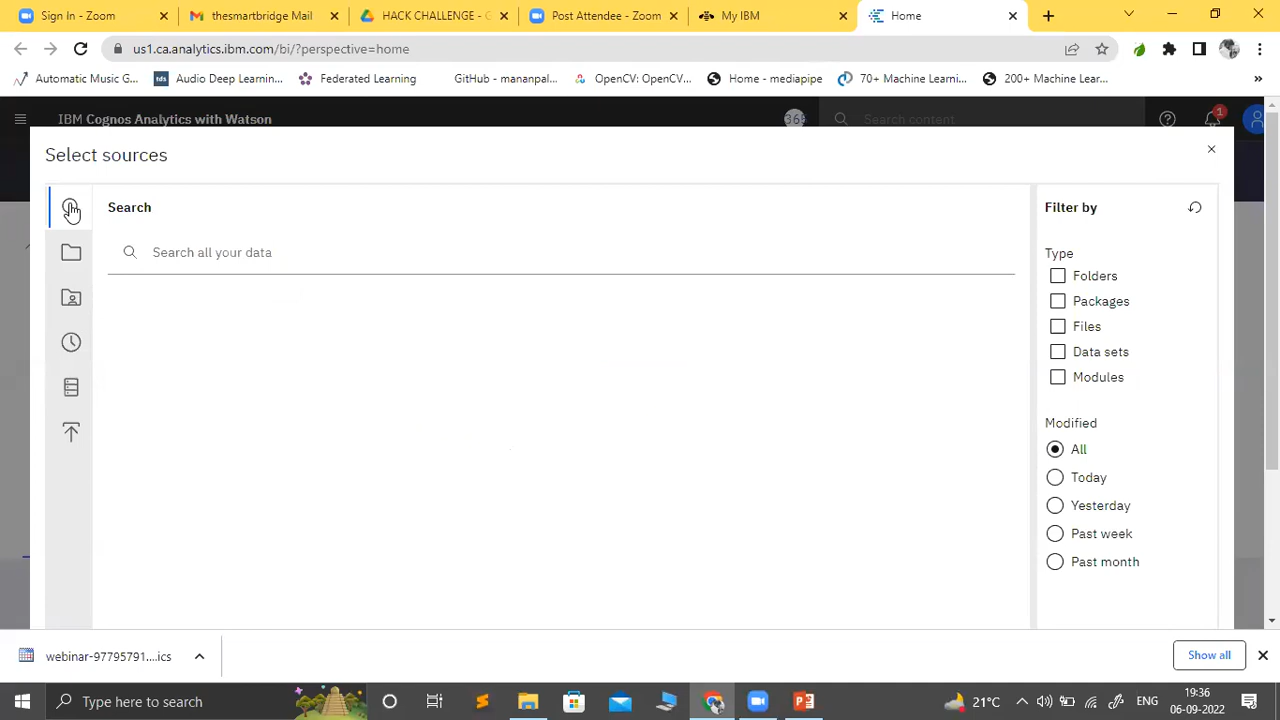 Sign In - Zoom
thesmartbridge Mail
HACK CHALLENGE - G
Post Attendee - Zoom
My IBM
Home
us1.ca.analytics.ibm.com/bi/?perspective=home
Automatic Music G...
tds
Audio Deep Learnin...
Federated Learning
GitHub - mananpal...
OpenCV: OpenCV...
Home - mediapipe
70+ Machine Learni...
200+ Machine Lear...
»
IBM Cognos Analytics with Watson
Search content
1
Select sources
Search
Search all your data
Filter by
Type
Folders
Packages
Files
Data sets
Modules
Modified
All
Today
Yesterday
Past week
Past month
webinar-97795791....ics
Show all
Type here to search
21°C
ENG
19:36
06-09-2022